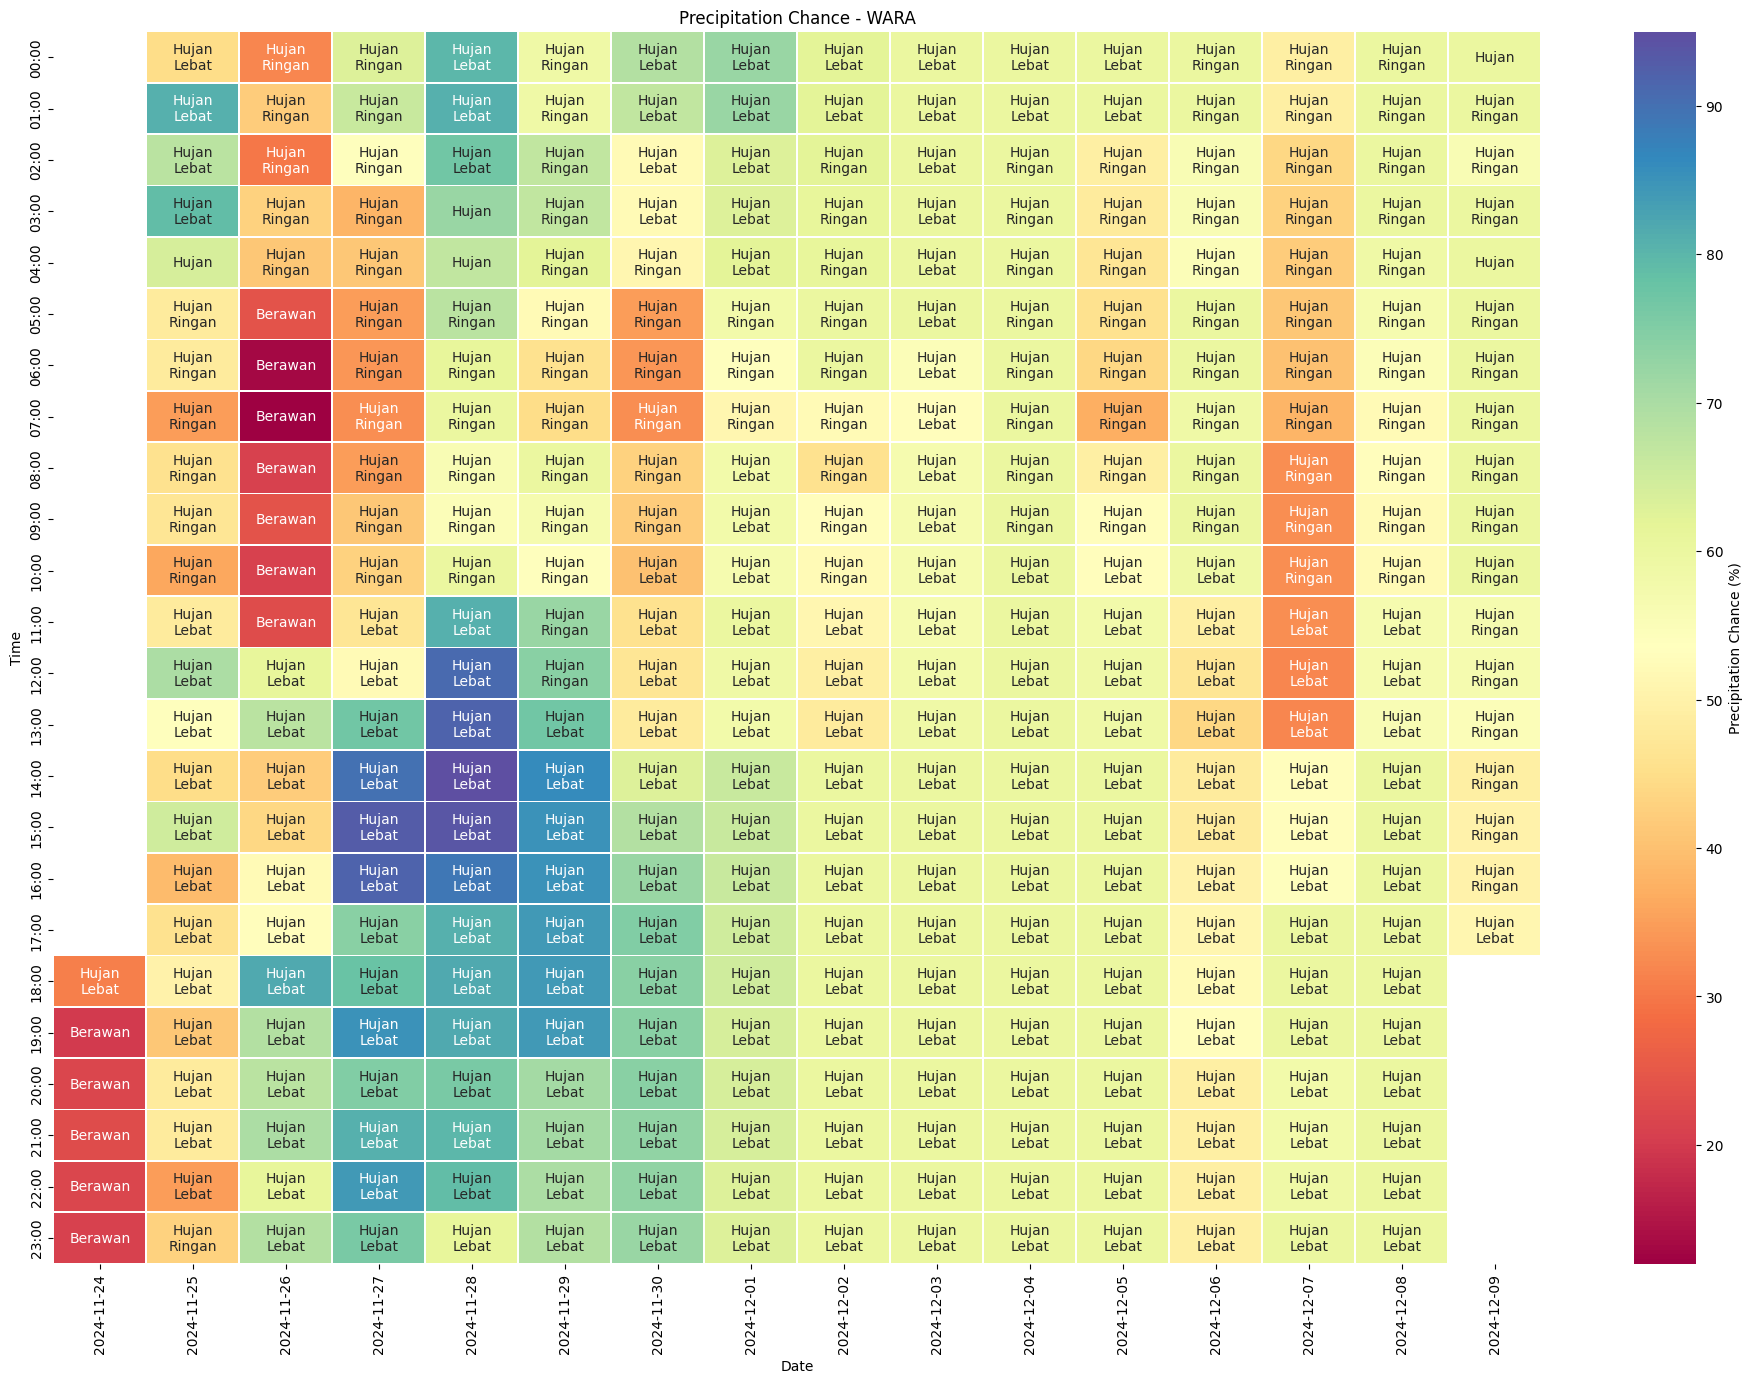 Precipitation Chance - WARA
Time
00:00 Hujan Lebat Hujan Ringan Hujan Ringan Hujan Lebat Hujan Ringan Hujan Lebat Hujan Lebat Hujan Lebat Hujan Lebat Hujan Lebat Hujan Lebat Hujan Ringan Hujan Ringan Hujan Ringan Hujan
01:00 Hujan Lebat Hujan Ringan Hujan Ringan Hujan Lebat Hujan Ringan Hujan Lebat Hujan Lebat Hujan Lebat Hujan Lebat Hujan Lebat Hujan Lebat Hujan Ringan Hujan Ringan Hujan Ringan Hujan Ringan
02:00 Hujan Lebat Hujan Ringan Hujan Ringan Hujan Lebat Hujan Ringan Hujan Lebat Hujan Lebat Hujan Ringan Hujan Lebat Hujan Ringan Hujan Ringan Hujan Ringan Hujan Ringan Hujan Ringan Hujan Ringan
03:00 Hujan Lebat Hujan Ringan Hujan Ringan Hujan Hujan Ringan Hujan Lebat Hujan Lebat Hujan Ringan Hujan Lebat Hujan Ringan Hujan Ringan Hujan Ringan Hujan Ringan Hujan Ringan Hujan Ringan
04:00 Hujan Hujan Ringan Hujan Ringan Hujan Hujan Ringan Hujan Ringan Hujan Lebat Hujan Ringan Hujan Lebat Hujan Ringan Hujan Ringan Hujan Ringan Hujan Ringan Hujan Ringan Hujan
05:00 Hujan Ringan Berawan Hujan Ringan Hujan Ringan Hujan Ringan Hujan Ringan Hujan Ringan Hujan Ringan Hujan Lebat Hujan Ringan Hujan Ringan Hujan Ringan Hujan Ringan Hujan Ringan Hujan Ringan
06:00 Hujan Ringan Berawan Hujan Ringan Hujan Ringan Hujan Ringan Hujan Ringan Hujan Ringan Hujan Ringan Hujan Lebat Hujan Ringan Hujan Ringan Hujan Ringan Hujan Ringan Hujan Ringan Hujan Ringan
07:00 Hujan Ringan Berawan Hujan Ringan Hujan Ringan Hujan Ringan Hujan Ringan Hujan Ringan Hujan Ringan Hujan Lebat Hujan Ringan Hujan Ringan Hujan Ringan Hujan Ringan Hujan Ringan Hujan Ringan
08:00 Hujan Ringan Berawan Hujan Ringan Hujan Ringan Hujan Ringan Hujan Ringan Hujan Lebat Hujan Ringan Hujan Lebat Hujan Ringan Hujan Ringan Hujan Ringan Hujan Ringan Hujan Ringan Hujan Ringan
09:00 Hujan Ringan Berawan Hujan Ringan Hujan Ringan Hujan Ringan Hujan Ringan Hujan Lebat Hujan Ringan Hujan Lebat Hujan Ringan Hujan Ringan Hujan Ringan Hujan Ringan Hujan Ringan Hujan Ringan
10:00 Hujan Ringan Berawan Hujan Ringan Hujan Ringan Hujan Ringan Hujan Lebat Hujan Lebat Hujan Ringan Hujan Lebat Hujan Lebat Hujan Lebat Hujan Lebat Hujan Ringan Hujan Ringan Hujan Ringan
11:00 Hujan Lebat Berawan Hujan Lebat Hujan Lebat Hujan Ringan Hujan Lebat Hujan Lebat Hujan Lebat Hujan Lebat Hujan Lebat Hujan Lebat Hujan Lebat Hujan Lebat Hujan Lebat Hujan Ringan
12:00 Hujan Lebat Hujan Lebat Hujan Lebat Hujan Lebat Hujan Ringan Hujan Lebat Hujan Lebat Hujan Lebat Hujan Lebat Hujan Lebat Hujan Lebat Hujan Lebat Hujan Lebat Hujan Lebat Hujan Ringan
13:00 Hujan Lebat Hujan Lebat Hujan Lebat Hujan Lebat Hujan Lebat Hujan Lebat Hujan Lebat Hujan Lebat Hujan Lebat Hujan Lebat Hujan Lebat Hujan Lebat Hujan Lebat Hujan Lebat Hujan Ringan
14:00 Hujan Lebat Hujan Lebat Hujan Lebat Hujan Lebat Hujan Lebat Hujan Lebat Hujan Lebat Hujan Lebat Hujan Lebat Hujan Lebat Hujan Lebat Hujan Lebat Hujan Lebat Hujan Lebat Hujan Ringan
15:00 Hujan Lebat Hujan Lebat Hujan Lebat Hujan Lebat Hujan Lebat Hujan Lebat Hujan Lebat Hujan Lebat Hujan Lebat Hujan Lebat Hujan Lebat Hujan Lebat Hujan Lebat Hujan Lebat Hujan Ringan
16:00 Hujan Lebat Hujan Lebat Hujan Lebat Hujan Lebat Hujan Lebat Hujan Lebat Hujan Lebat Hujan Lebat Hujan Lebat Hujan Lebat Hujan Lebat Hujan Lebat Hujan Lebat Hujan Lebat Hujan Ringan
17:00 Hujan Lebat Hujan Lebat Hujan Lebat Hujan Lebat Hujan Lebat Hujan Lebat Hujan Lebat Hujan Lebat Hujan Lebat Hujan Lebat Hujan Lebat Hujan Lebat Hujan Lebat Hujan Lebat Hujan Lebat
18:00 Hujan Lebat Hujan Lebat Hujan Lebat Hujan Lebat Hujan Lebat Hujan Lebat Hujan Lebat Hujan Lebat Hujan Lebat Hujan Lebat Hujan Lebat Hujan Lebat Hujan Lebat Hujan Lebat Hujan Lebat
19:00 Berawan Hujan Lebat Hujan Lebat Hujan Lebat Hujan Lebat Hujan Lebat Hujan Lebat Hujan Lebat Hujan Lebat Hujan Lebat Hujan Lebat Hujan Lebat Hujan Lebat Hujan Lebat Hujan Lebat
20:00 Berawan Hujan Lebat Hujan Lebat Hujan Lebat Hujan Lebat Hujan Lebat Hujan Lebat Hujan Lebat Hujan Lebat Hujan Lebat Hujan Lebat Hujan Lebat Hujan Lebat Hujan Lebat Hujan Lebat
21:00 Berawan Hujan Lebat Hujan Lebat Hujan Lebat Hujan Lebat Hujan Lebat Hujan Lebat Hujan Lebat Hujan Lebat Hujan Lebat Hujan Lebat Hujan Lebat Hujan Lebat Hujan Lebat Hujan Lebat
22:00 Berawan Hujan Lebat Hujan Lebat Hujan Lebat Hujan Lebat Hujan Lebat Hujan Lebat Hujan Lebat Hujan Lebat Hujan Lebat Hujan Lebat Hujan Lebat Hujan Lebat Hujan Lebat Hujan Lebat
23:00 Berawan Hujan Ringan Hujan Lebat Hujan Lebat Hujan Lebat Hujan Lebat Hujan Lebat Hujan Lebat Hujan Lebat Hujan Lebat Hujan Lebat Hujan Lebat Hujan Lebat Hujan Lebat Hujan Lebat
2024-11-24 2024-11-25 2024-11-26 2024-11-27 2024-11-28 2024-11-29 2024-11-30 2024-12-01 2024-12-02 2024-12-03 2024-12-04 2024-12-05 2024-12-06 2024-12-07 2024-12-08 2024-12-09
Date
90
80
70
60
50
40
30
20
Precipitation Chance (%)